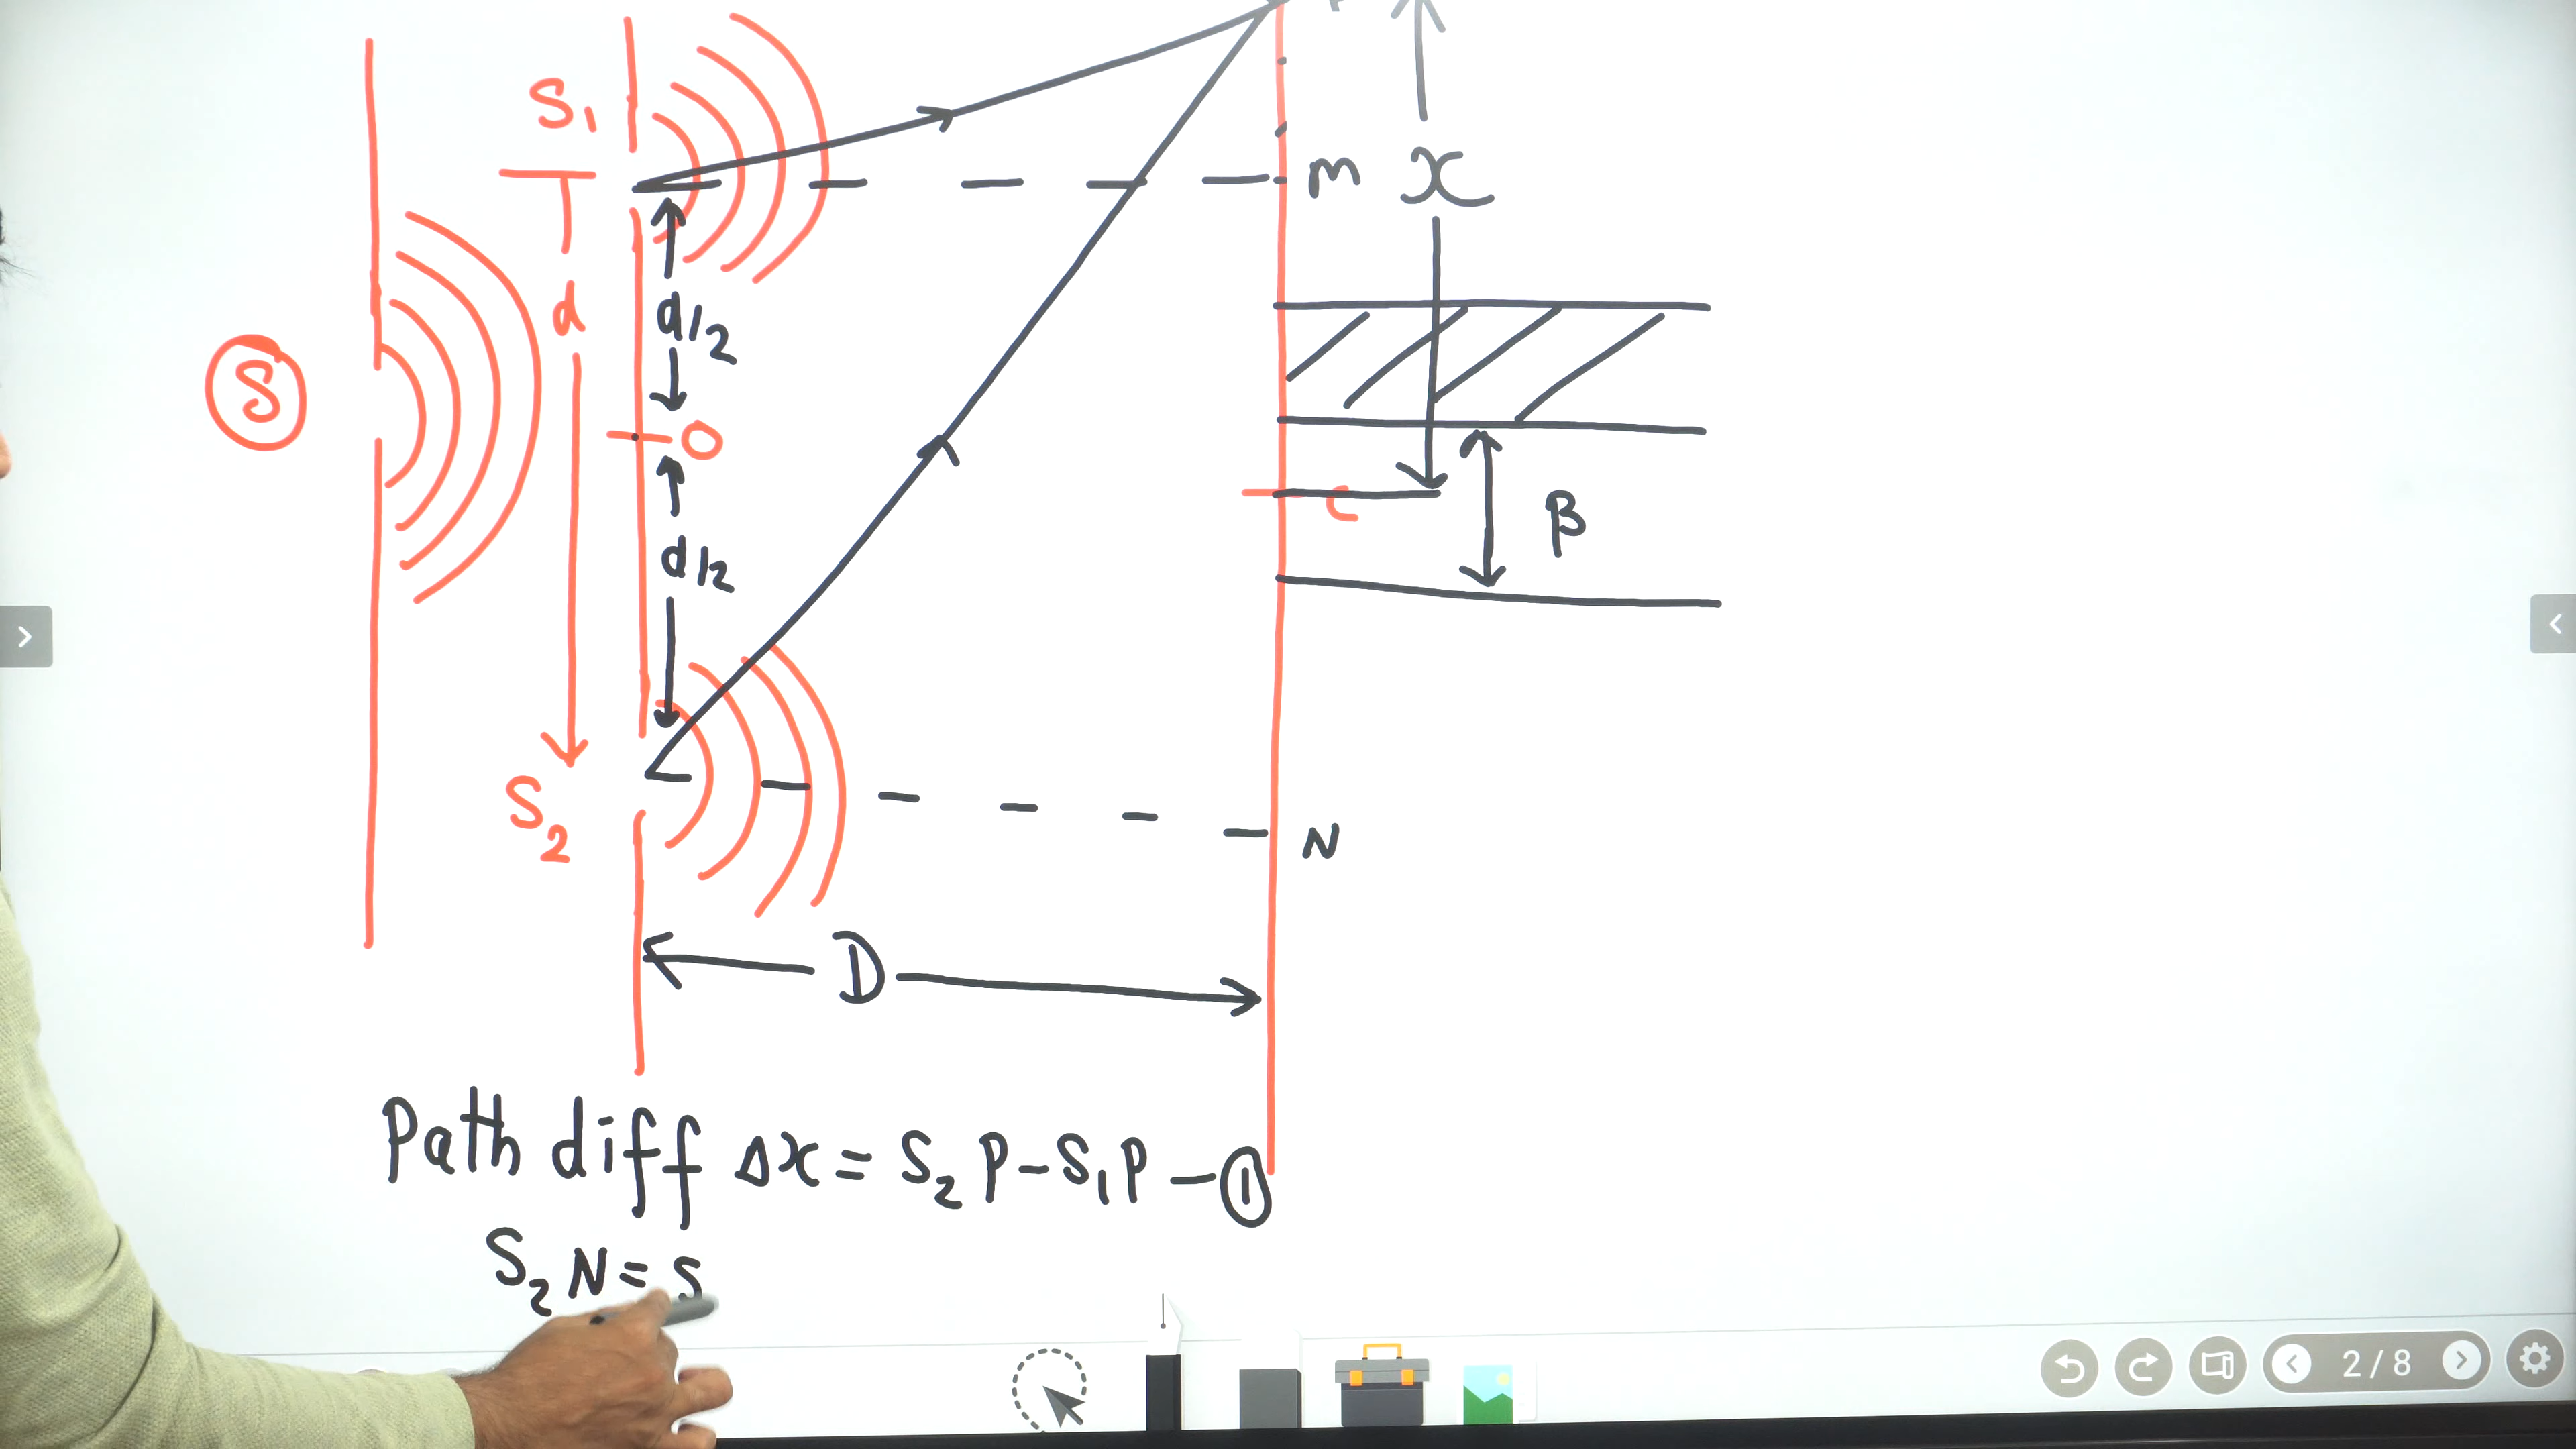 S₁
m
x
d
d/2
S
O
C
β
d/2
S₂
N
D
Path diff Δx = S₂P - S₁P - ①
S₂N = S
2 / 8